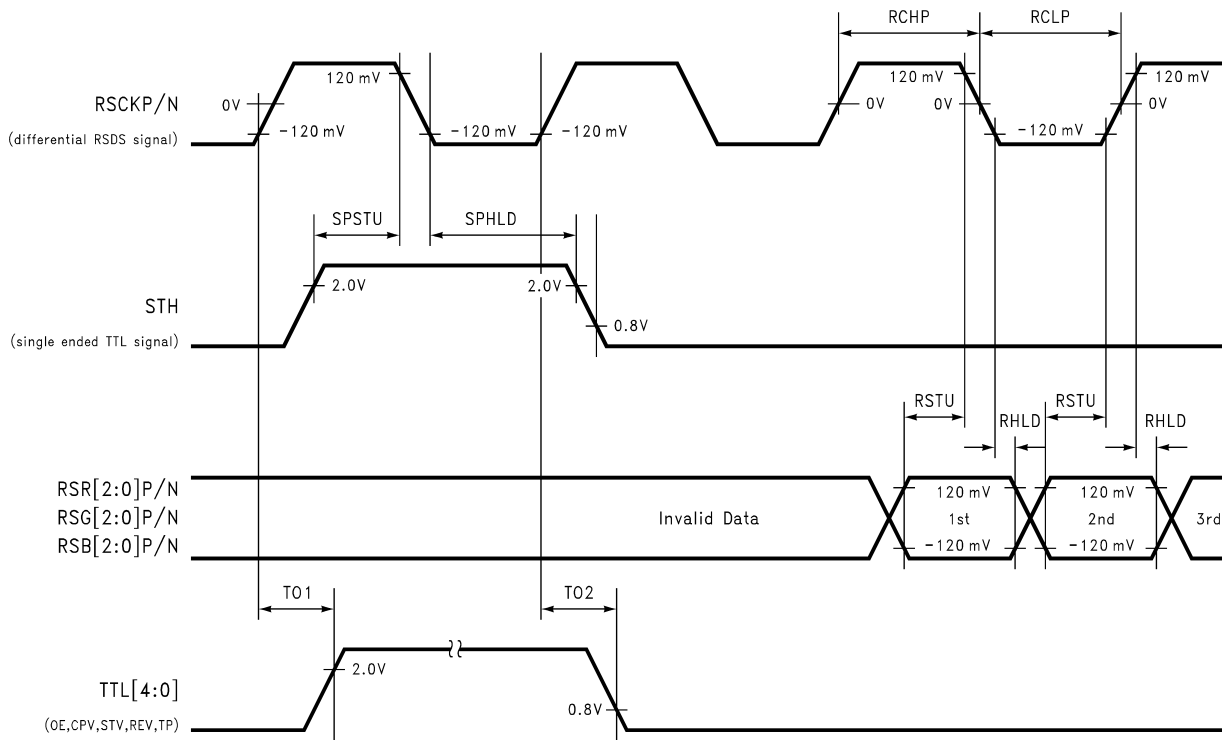 RCHP RCLP
120 mV 120 mV 120 mV
RSCKP/N 0V 0V 0V 0V
-120 mV -120 mV -120 mV -120 mV
(differential RSDS signal)
SPSTU SPHLD
2.0V 2.0V
STH
0.8V
(single ended TTL signal)
RSTU RSTU
RHLD RHLD
RSR[2:0]P/N 120 mV 120 mV
RSG[2:0]P/N Invalid Data 1st 2nd 3rd
RSB[2:0]P/N -120 mV -120 mV
TO1 TO2
2.0V
TTL[4:0]
0.8V
(OE,CPV,STV,REV,TP)